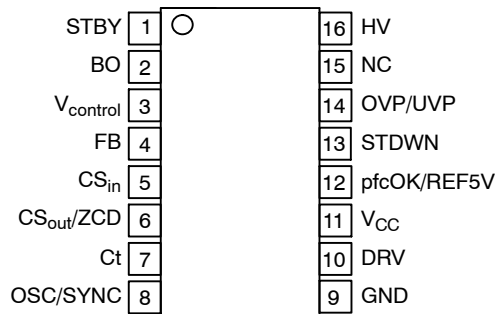 STBY 1 16 HV
BO 2 15 NC
Vcontrol 3 14 OVP/UVP
FB 4 13 STDWN
CSin 5 12 pfcOK/REF5V
CSout/ZCD 6 11 VCC
Ct 7 10 DRV
OSC/SYNC 8 9 GND